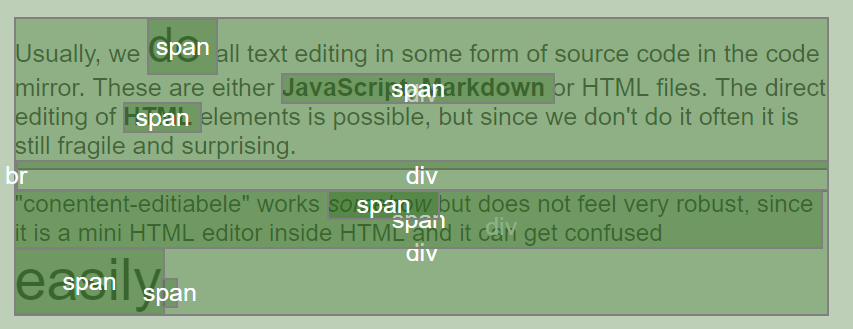 Usually, we do span all text editing in some form of source code in the code
mirror. These are either JavaScript, Markdown span div or HTML files. The direct
editing of HTML span elements is possible, but since we don't do it often it is
still fragile and surprising.
br div
"conentent-editiabele" works somehow span but does not feel very robust, since
it is a mini HTML editor inside HTML span and it can div get confused
div
easily span span